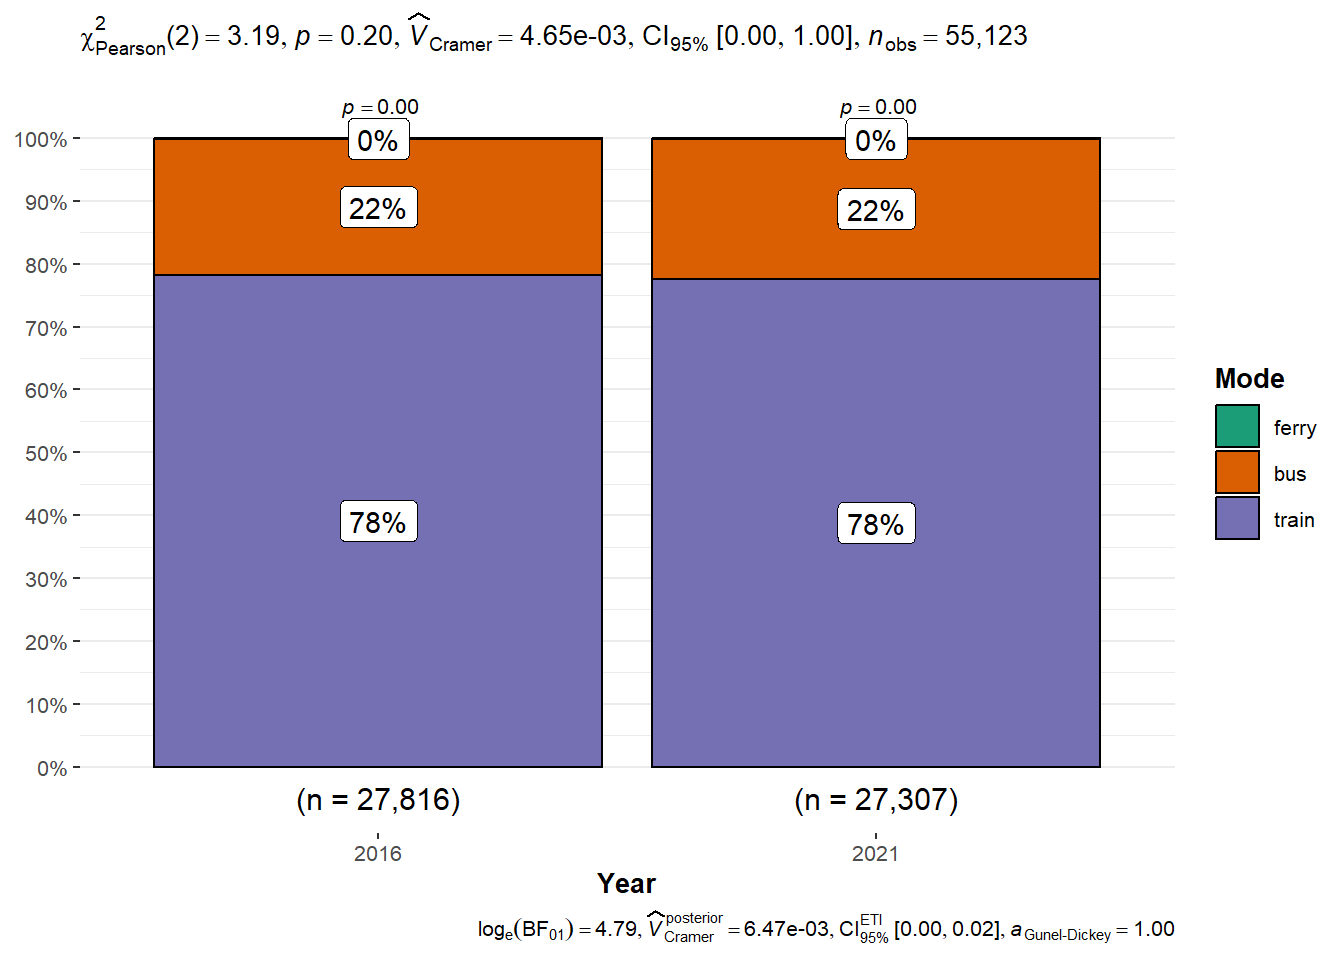 χ²Pearson(2) = 3.19, p = 0.20, V̂Cramer = 4.65e-03, CI95% [0.00, 1.00], nobs = 55,123
p = 0.00 p = 0.00
100%
0% 0%
90%
22% 22%
80%
70%
60%
50%
40%
78% 78%
30%
20%
10%
0%
(n = 27,816) (n = 27,307)
2016 2021
Year
Mode
ferry
bus
train
loge(BF01) = 4.79, V̂posteriorCramer = 6.47e-03, CIETI95% [0.00, 0.02], aGunel-Dickey = 1.00